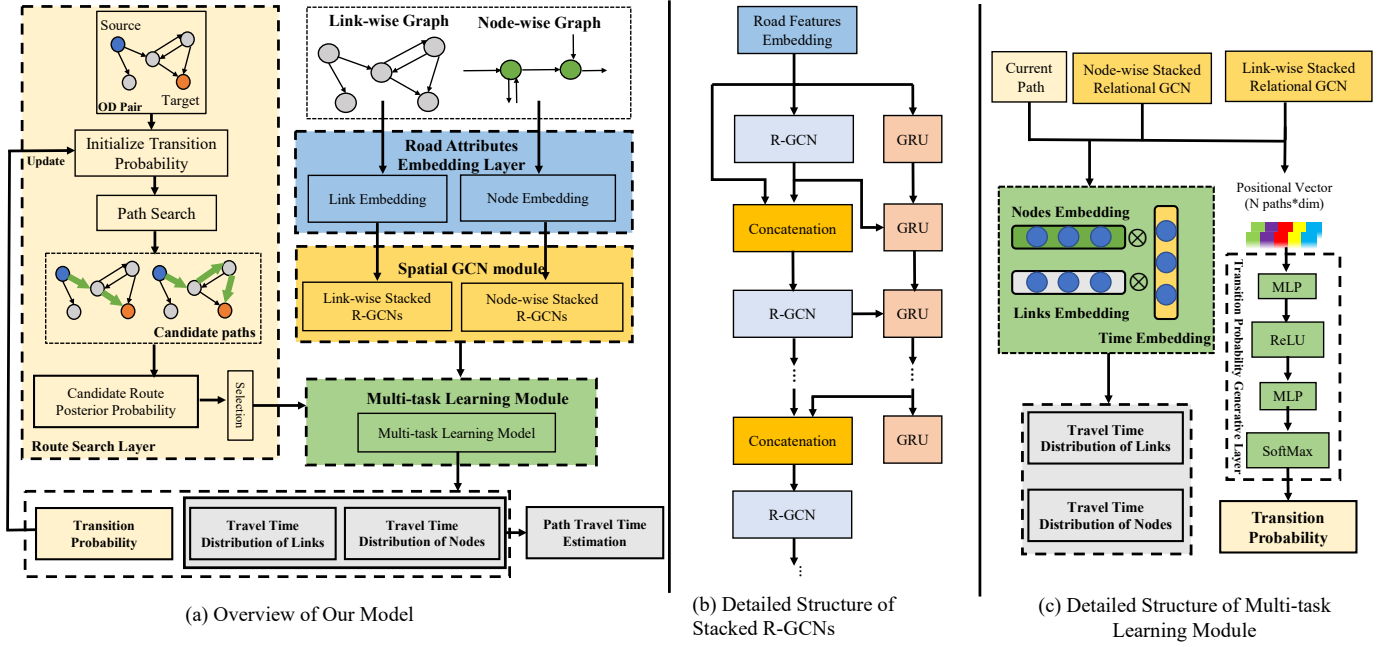 Source
Target
OD Pair
Initialize Transition
Probability
Update
Path Search
Candidate paths
Candidate Route
Posterior Probability
Selection
Route Search Layer
Link-wise Graph
Node-wise Graph
Road Attributes
Embedding Layer
Link Embedding
Node Embedding
Spatial GCN module
Link-wise Stacked
R-GCNs
Node-wise Stacked
R-GCNs
Multi-task Learning Module
Multi-task Learning Model
Transition
Probability
Travel Time
Distribution of Links
Travel Time
Distribution of Nodes
Path Travel Time
Estimation
(a) Overview of Our Model
Road Features
Embedding
R-GCN
GRU
Concatenation
GRU
R-GCN
GRU
...
...
Concatenation
GRU
R-GCN
...
(b) Detailed Structure of
Stacked R-GCNs
Current
Path
Node-wise Stacked
Relational GCN
Link-wise Stacked
Relational GCN
Nodes Embedding
Links Embedding
Time Embedding
Travel Time
Distribution of Links
Travel Time
Distribution of Nodes
Positional Vector
(N paths*dim)
Transition Probability Generative Layer
MLP
ReLU
MLP
SoftMax
Transition
Probability
(c) Detailed Structure of Multi-task
Learning Module